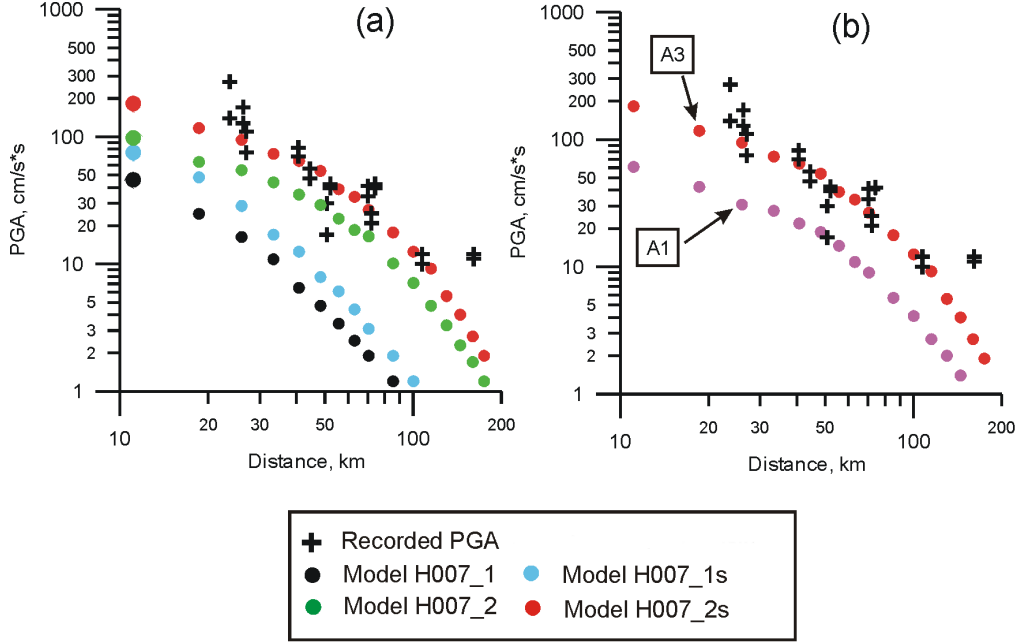 (a)
1000
500
300
200
100
50
30
20
10
5
3
2
1
PGA, cm/s*s
10
20
30
50
100
200
Distance, km
(b)
A3
A1
1000
500
300
200
100
50
30
20
10
5
3
2
1
PGA, cm/s*s
10
20
30
50
100
200
Distance, km
Recorded PGA
Model H007_1
Model H007_1s
Model H007_2
Model H007_2s